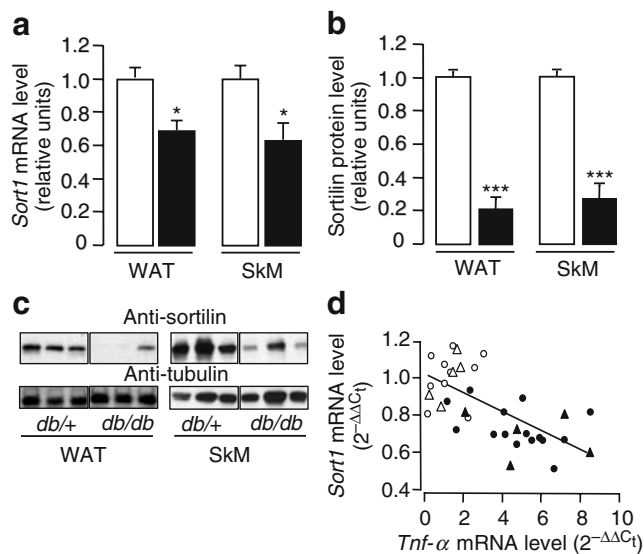 a
Sort1 mRNA level
(relative units)
1.2
1.0
0.8
0.6
0.4
0.2
0
*
*
WAT
SkM
b
Sortilin protein level
(relative units)
1.2
1.0
0.8
0.6
0.4
0.2
0
***
***
WAT
SkM
c
Anti-sortilin
Anti-tubulin
db/+
db/db
db/+
db/db
WAT
SkM
d
Sort1 mRNA level
(2−ΔΔCt)
1.2
1.0
0.8
0.6
0.4
0
2
4
6
8
10
Tnf-α mRNA level (2−ΔΔCt)